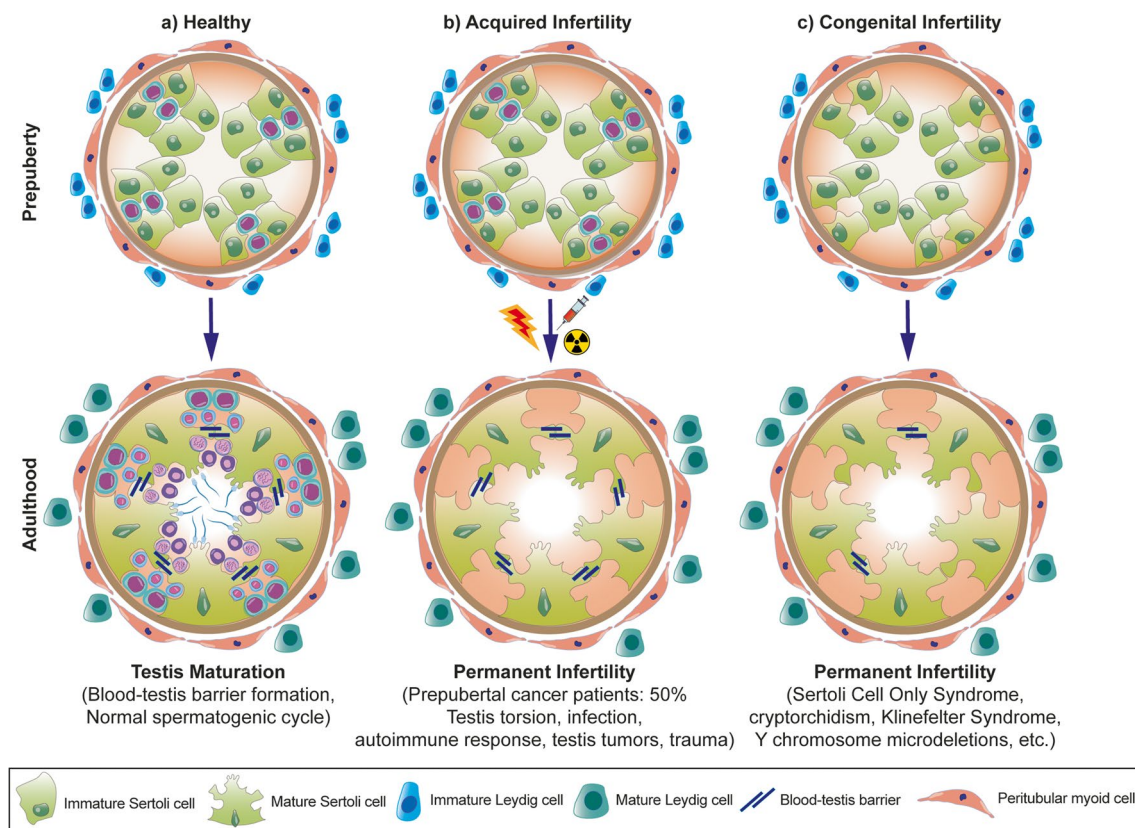 a) Healthy
b) Acquired Infertility
c) Congenital Infertility
Prepuberty
Adulthood
Testis Maturation
(Blood-testis barrier formation,
Normal spermatogenic cycle)
Permanent Infertility
(Prepubertal cancer patients: 50%
Testis torsion, infection,
autoimmune response, testis tumors, trauma)
Permanent Infertility
(Sertoli Cell Only Syndrome,
cryptorchidism, Klinefelter Syndrome,
Y chromosome microdeletions, etc.)
Immature Sertoli cell
Mature Sertoli cell
Immature Leydig cell
Mature Leydig cell
Blood-testis barrier
Peritubular myoid cell